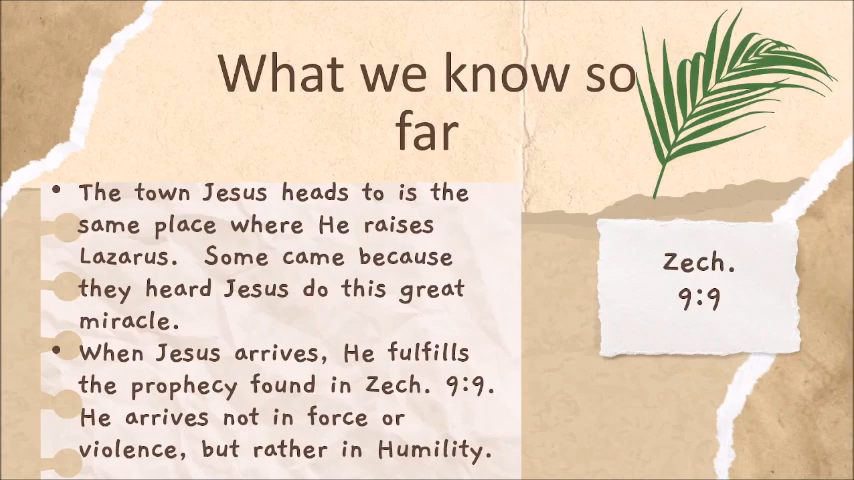 What we know so
far
• The town Jesus heads to is the
same place where He raises
Lazarus. Some came because
they heard Jesus do this great
miracle.
• When Jesus arrives, He fulfills
the prophecy found in Zech. 9:9.
He arrives not in force or
violence, but rather in Humility.
Zech.
9:9